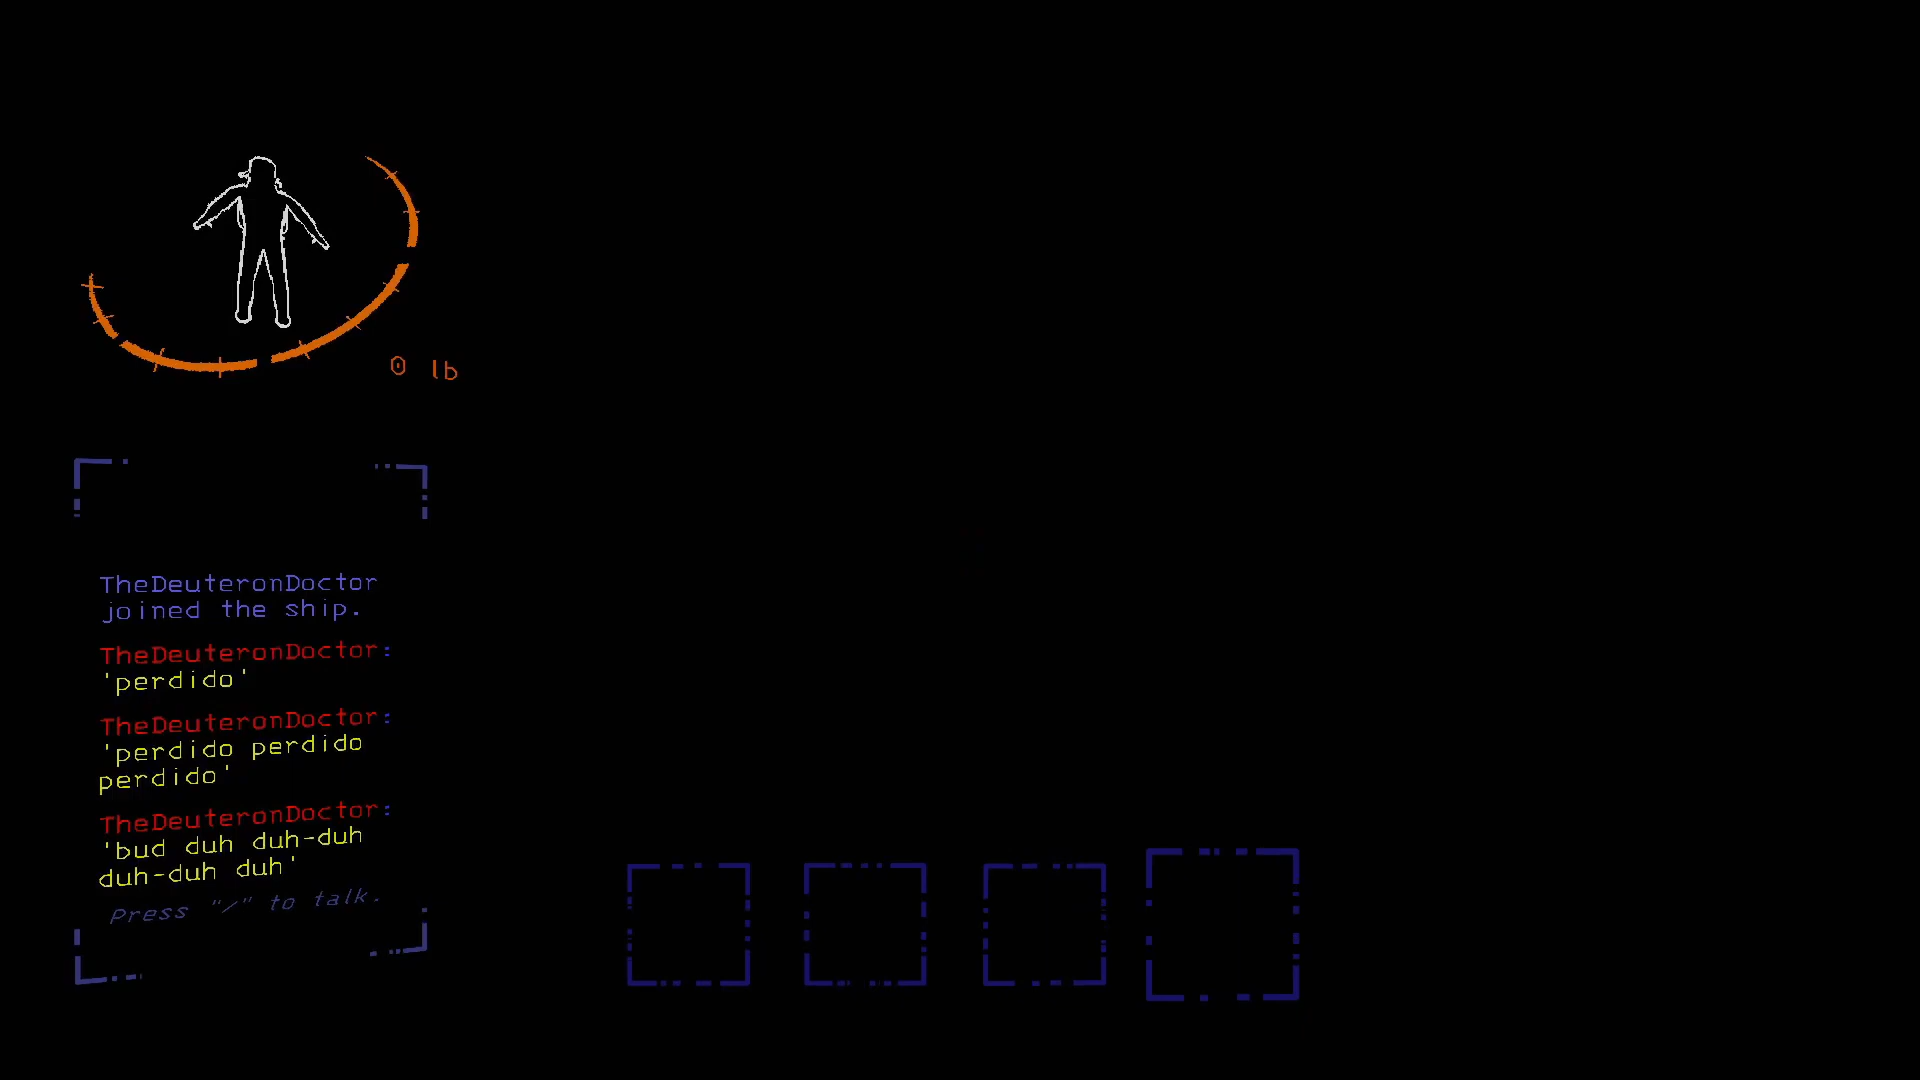 0 lb
TheDeuteronDoctor
joined the ship.
TheDeuteronDoctor:
'perdido'
TheDeuteronDoctor:
'perdido perdido
perdido'
TheDeuteronDoctor:
'bud duh duh-duh
duh-duh duh'
Press "/" to talk.